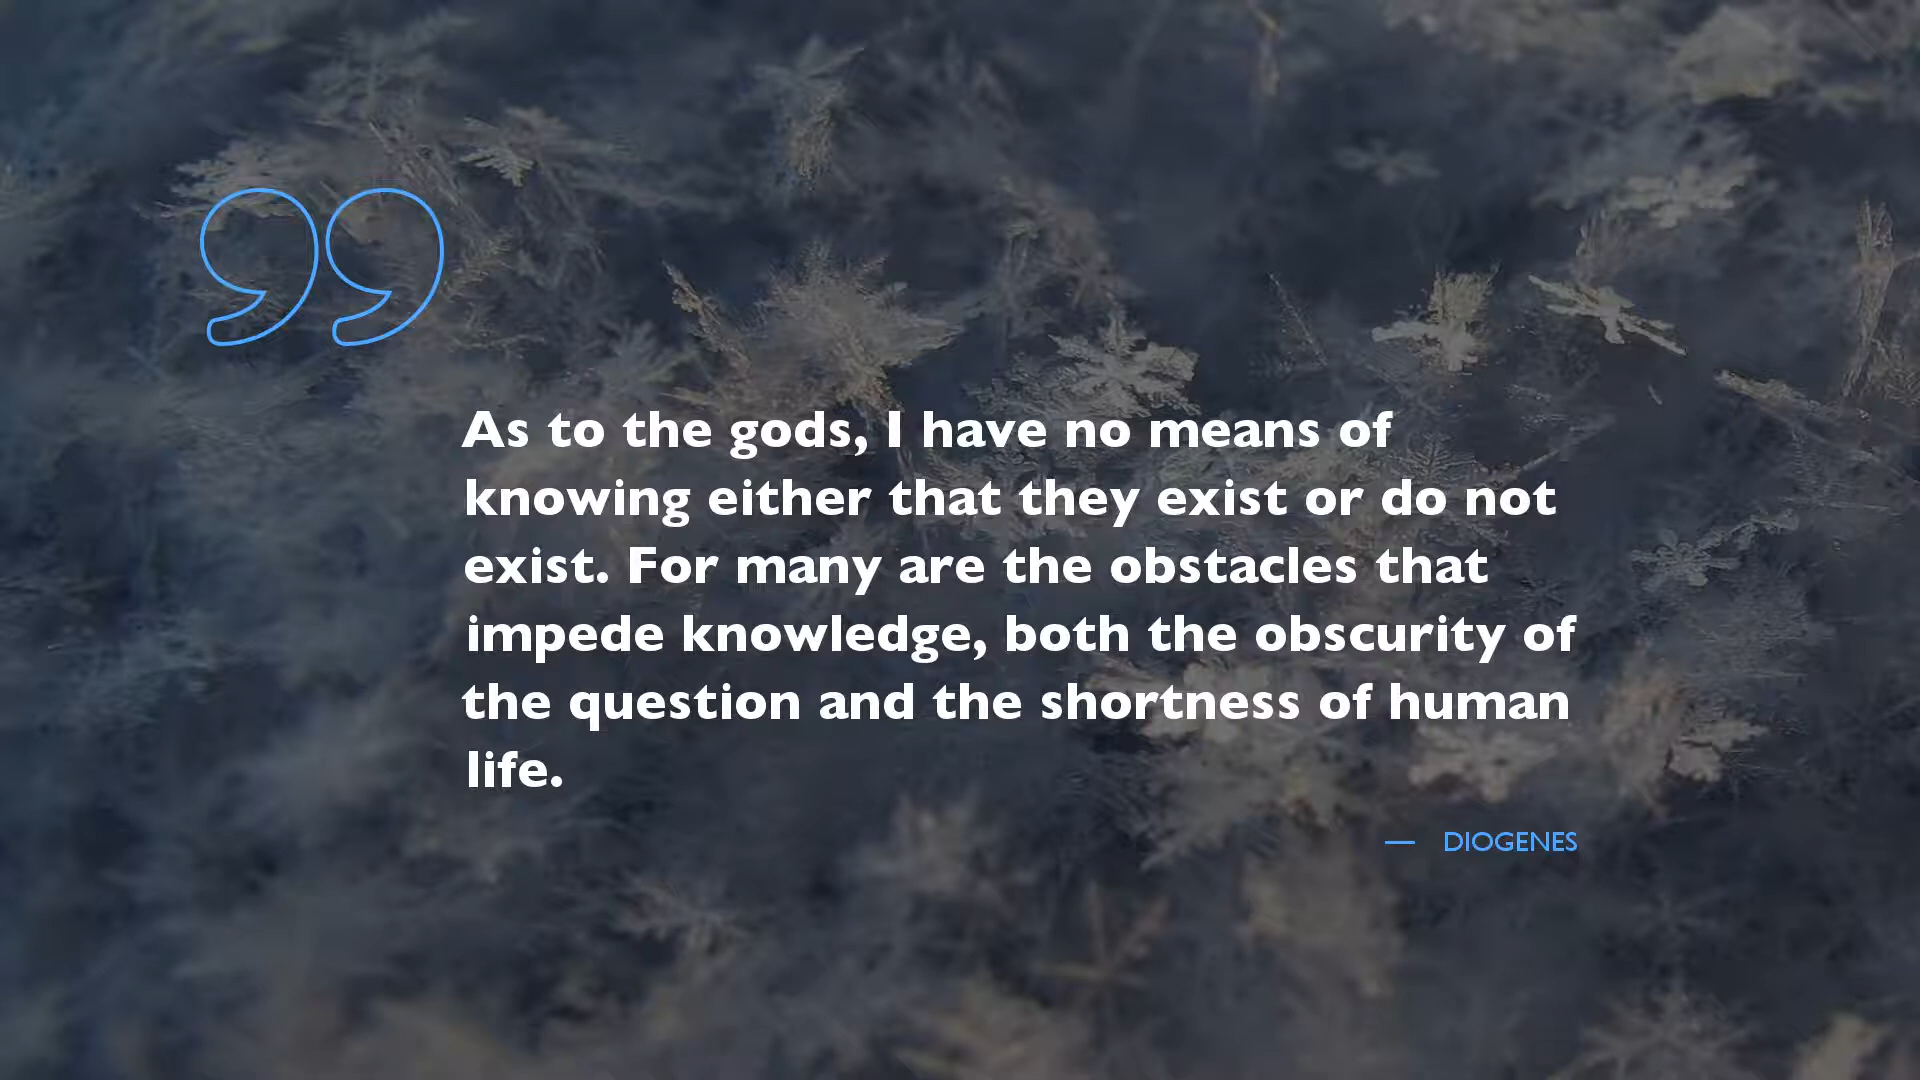 As to the gods, I have no means of
knowing either that they exist or do not
exist. For many are the obstacles that
impede knowledge, both the obscurity of
the question and the shortness of human
life.
— DIOGENES